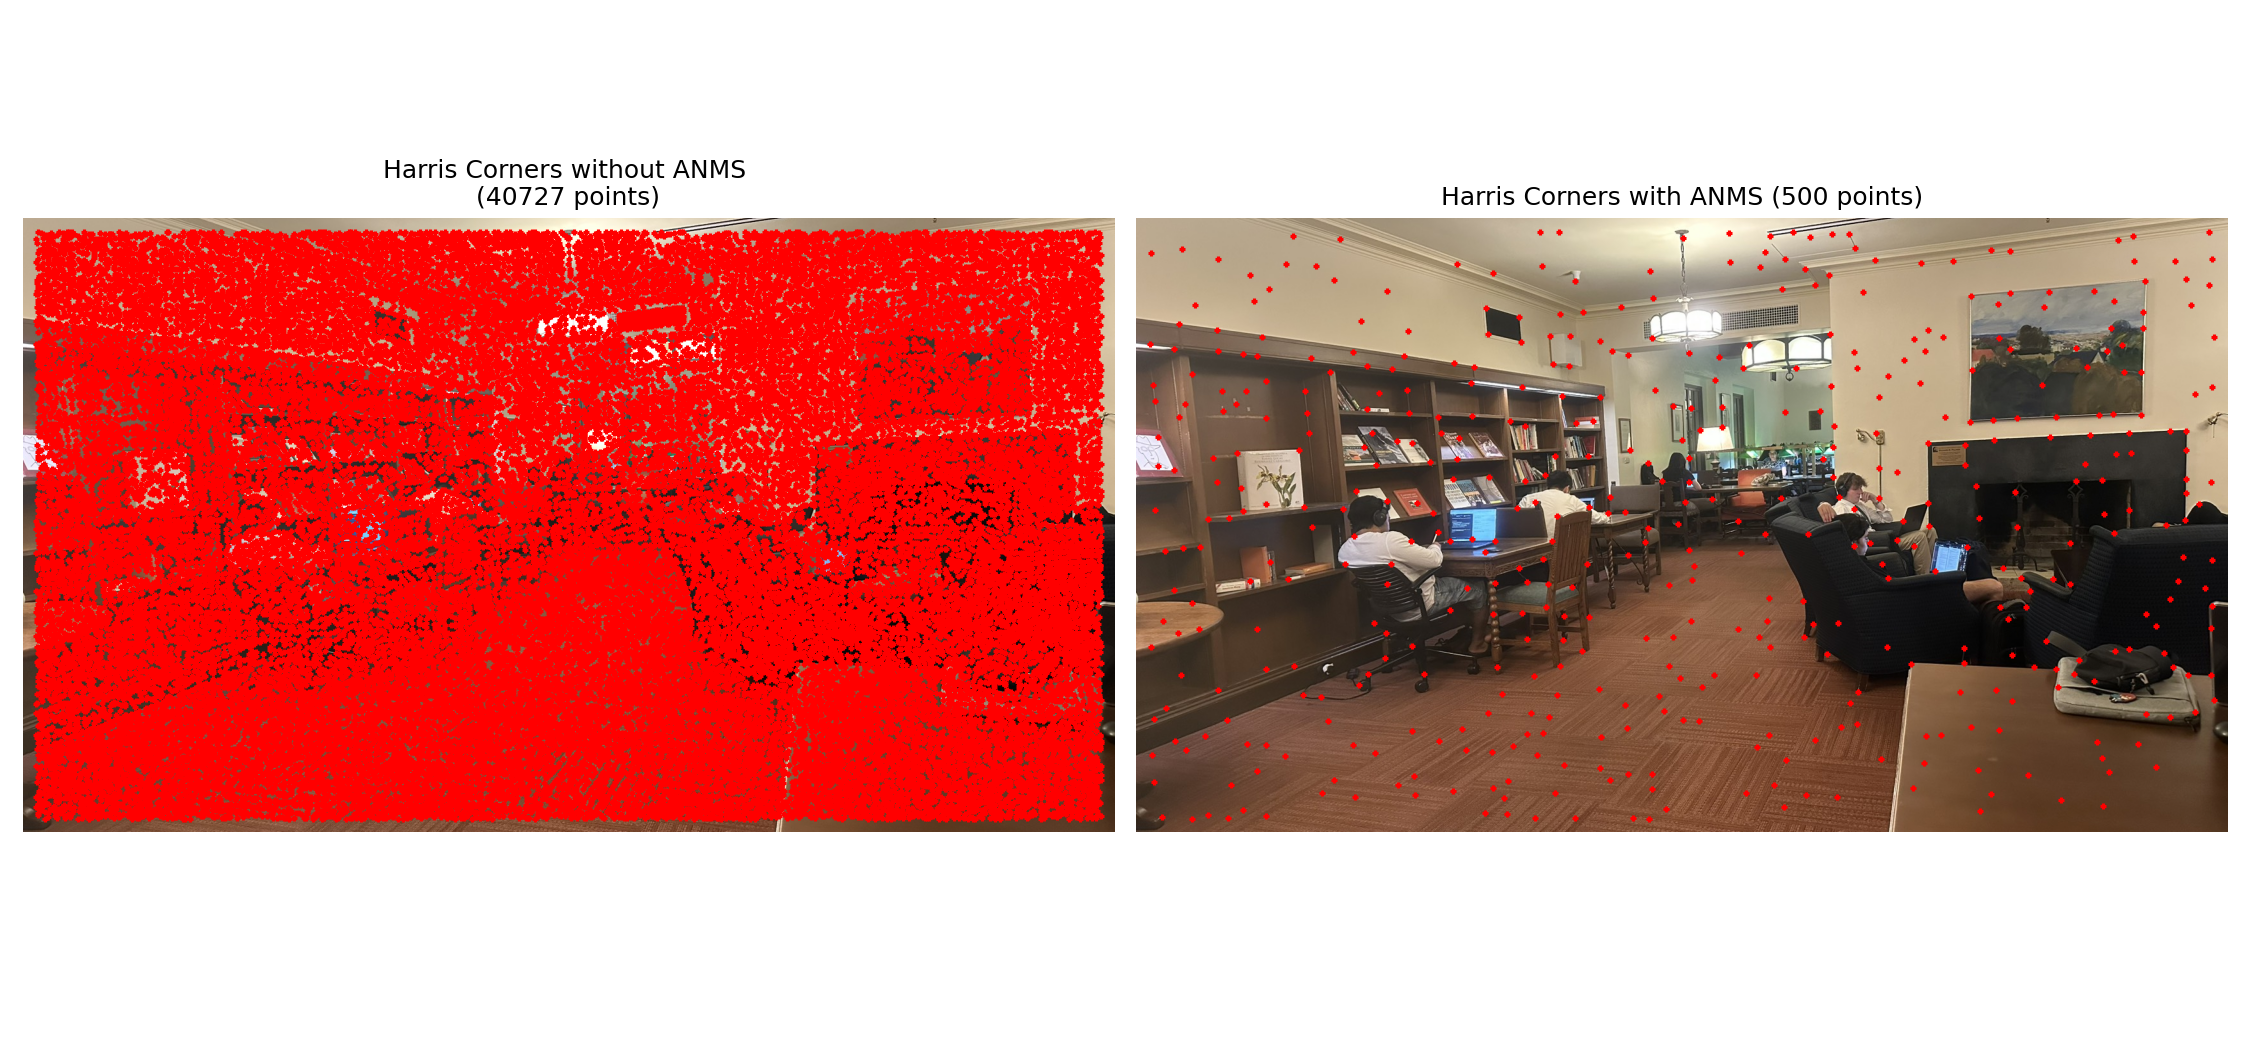 Harris Corners without ANMS
(40727 points)
Harris Corners with ANMS (500 points)